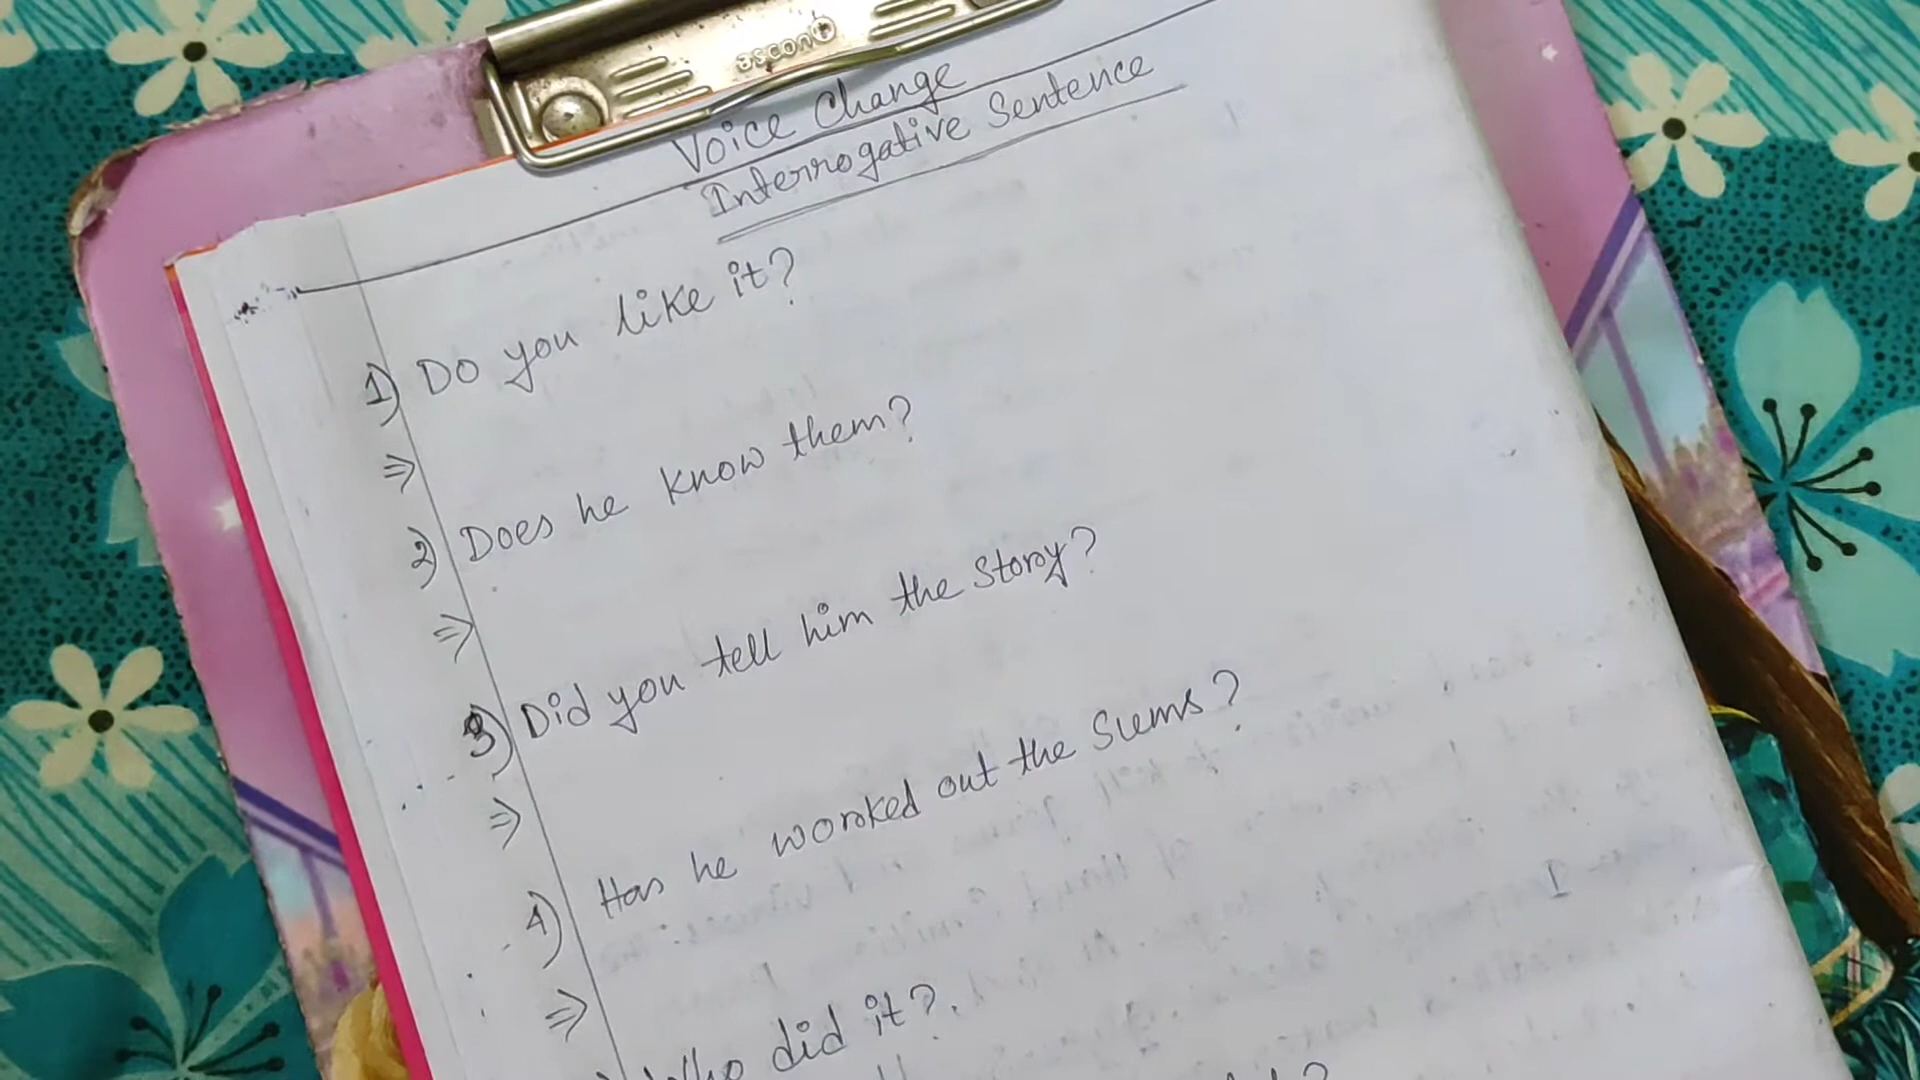 ascon
Voice Change
Interrogative Sentence
1) Do you like it?
⇒
2) Does he know them?
⇒
3) Did you tell him the story?
⇒
4) Has he worked out the Sums?
⇒
Who did it?.